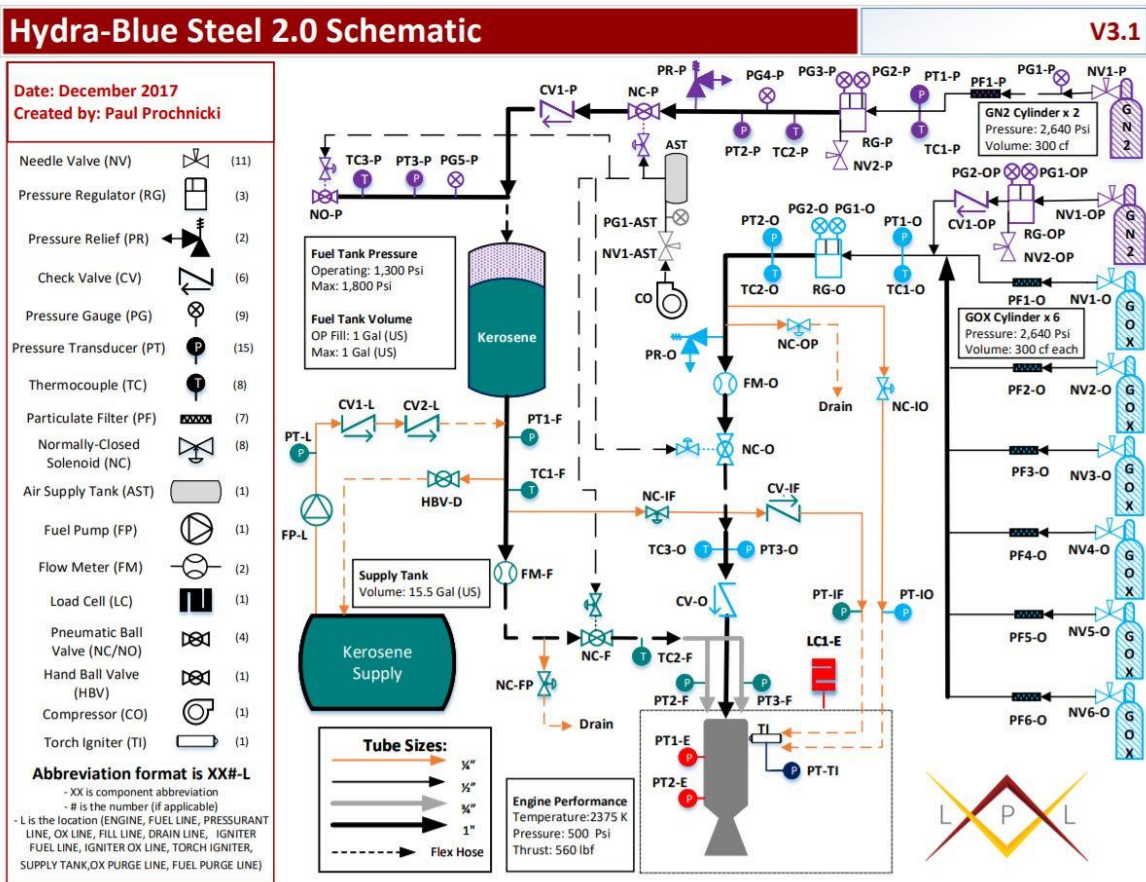 Hydra-Blue Steel 2.0 Schematic
V3.1
Date: December 2017
Created by: Paul Prochnicki
Needle Valve (NV)
(11)
Pressure Regulator (RG)
(3)
Pressure Relief (PR)
(2)
Check Valve (CV)
(6)
Pressure Gauge (PG)
(9)
Pressure Transducer (PT)
P
(15)
Thermocouple (TC)
T
(8)
Particulate Filter (PF)
(7)
Normally-Closed
Solenoid (NC)
(8)
Air Supply Tank (AST)
(1)
Fuel Pump (FP)
(1)
Flow Meter (FM)
(2)
Load Cell (LC)
(1)
Pneumatic Ball
Valve (NC/NO)
(4)
Hand Ball Valve
(HBV)
(1)
Compressor (CO)
(1)
Torch Igniter (TI)
(1)
Abbreviation format is XX#-L
- XX is component abbreviation
- # is the number (if applicable)
- L is the location (ENGINE, FUEL LINE, PRESSURANT
LINE, OX LINE, FILL LINE, DRAIN LINE, IGNITER
FUEL LINE, IGNITER OX LINE, TORCH IGNITER,
SUPPLY TANK,OX PURGE LINE, FUEL PURGE LINE)
CV1-P
NC-P
PR-P
PG4-P
PG3-P
PG2-P
PT1-P
PF1-P
PG1-P
NV1-P
P
T
P
T
PT2-P
TC2-P
RG-P
NV2-P
TC1-P
GN2
GN2 Cylinder x 2
Pressure: 2,640 Psi
Volume: 300 cf
TC3-P
PT3-P
PG5-P
T
P
NO-P
AST
PG1-AST
NV1-AST
CO
PG2-OP
PG1-OP
CV1-OP
RG-OP
NV1-OP
NV2-OP
GN2
PT2-O
PG2-O
PG1-O
PT1-O
P
T
P
T
TC2-O
RG-O
TC1-O
PF1-O
NV1-O
GOX
GOX Cylinder x 6
Pressure: 2,640 Psi
Volume: 300 cf each
Fuel Tank Pressure
Operating: 1,300 Psi
Max: 1,800 Psi
Fuel Tank Volume
OP Fill: 1 Gal (US)
Max: 1 Gal (US)
Kerosene
PR-O
NC-OP
Drain
FM-O
NC-IO
PF2-O
NV2-O
GOX
CV1-L
CV2-L
PT-L
P
PT1-F
P
NC-O
PF3-O
NV3-O
GOX
HBV-D
TC1-F
T
FP-L
NC-IF
CV-IF
PF4-O
NV4-O
GOX
T
P
TC3-O
PT3-O
FM-F
Supply Tank
Volume: 15.5 Gal (US)
CV-O
PT-IF
P
P
PT-IO
PF5-O
NV5-O
GOX
Kerosene
Supply
NC-F
T
TC2-F
LC1-E
NC-FP
Drain
P
P
PT2-F
PT3-F
PF6-O
NV6-O
GOX
TI
PT1-E
P
P
PT-TI
PT2-E
P
Tube Sizes:
¼”
½”
¾”
1"
Flex Hose
Engine Performance
Temperature:2375 K
Pressure: 500 Psi
Thrust: 560 lbf
L P L